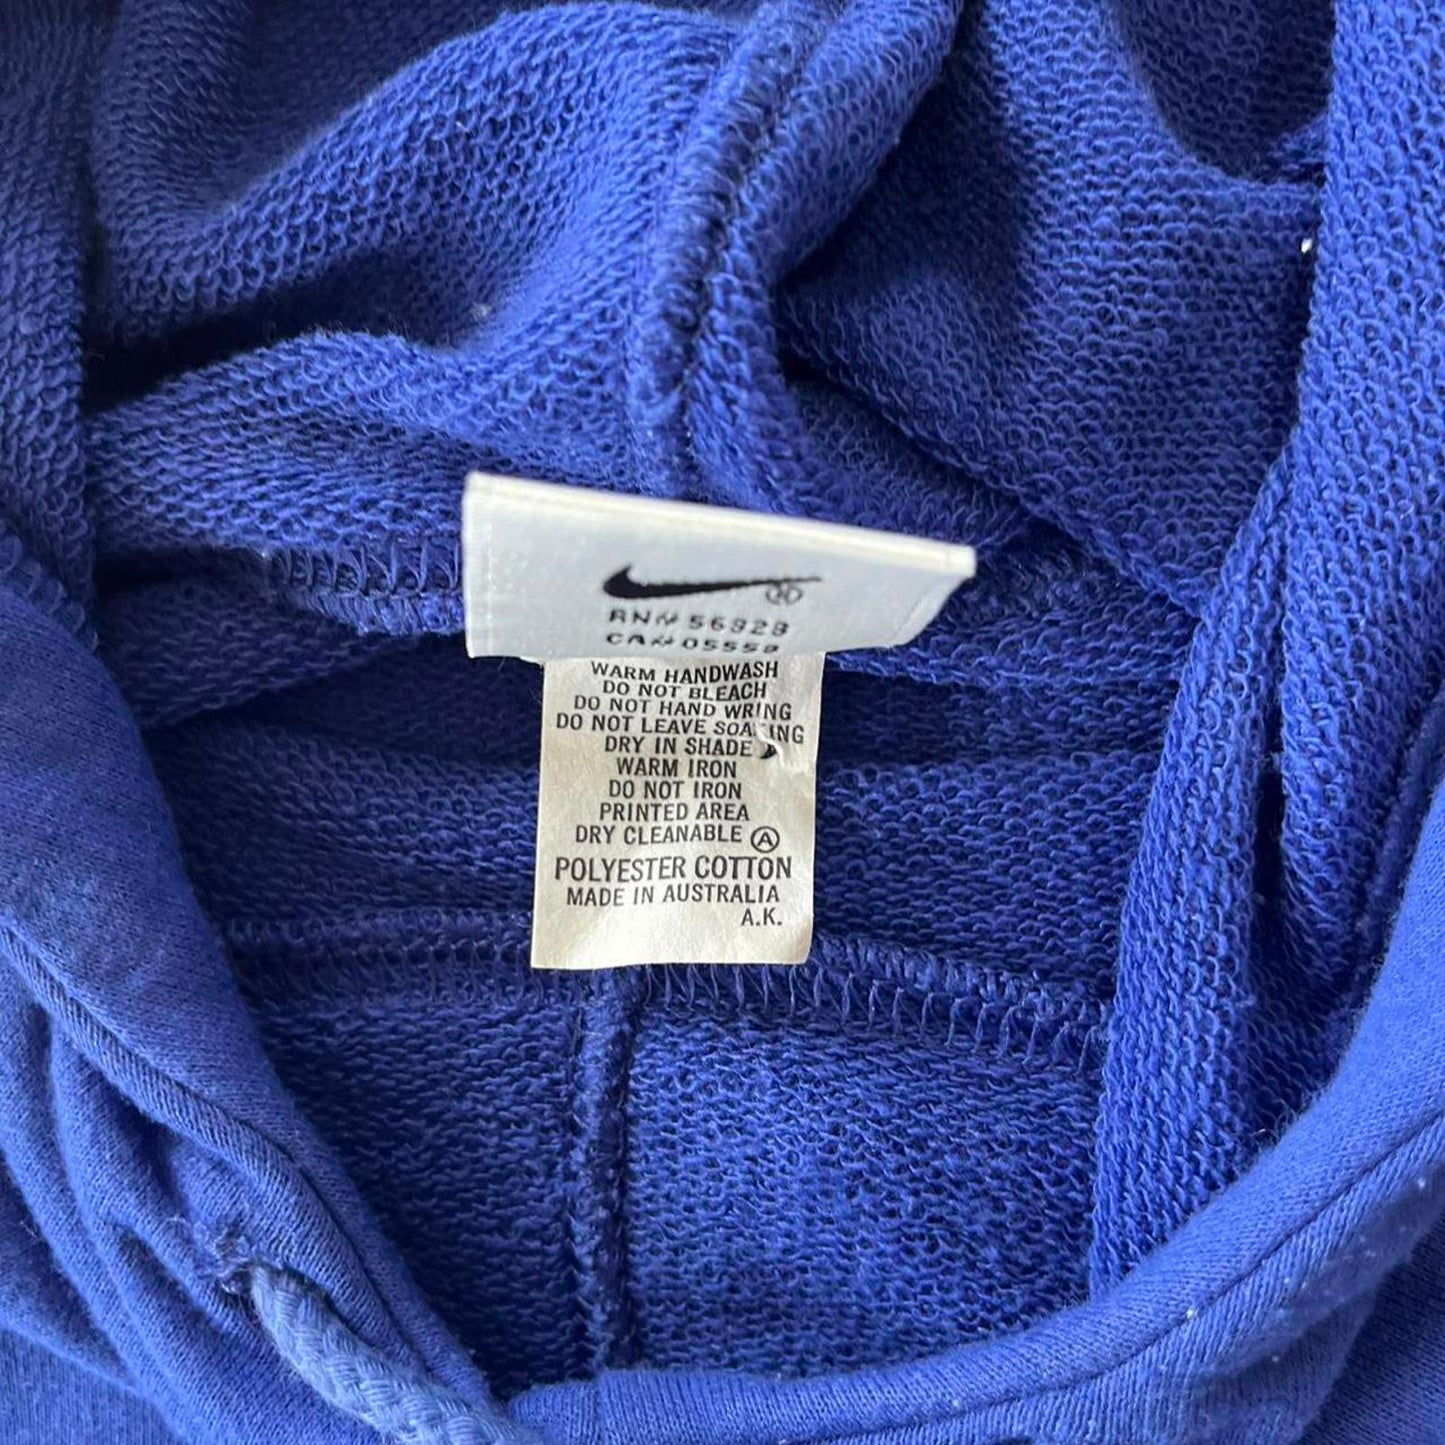 RN# 56323
CA# 05553
WARM HANDWASH
DO NOT BLEACH
DO NOT HAND WRING
DO NOT LEAVE SOAKING
DRY IN SHADE
WARM IRON
DO NOT IRON
PRINTED AREA
DRY CLEANABLE Ⓐ
POLYESTER COTTON
MADE IN AUSTRALIA
A.K.